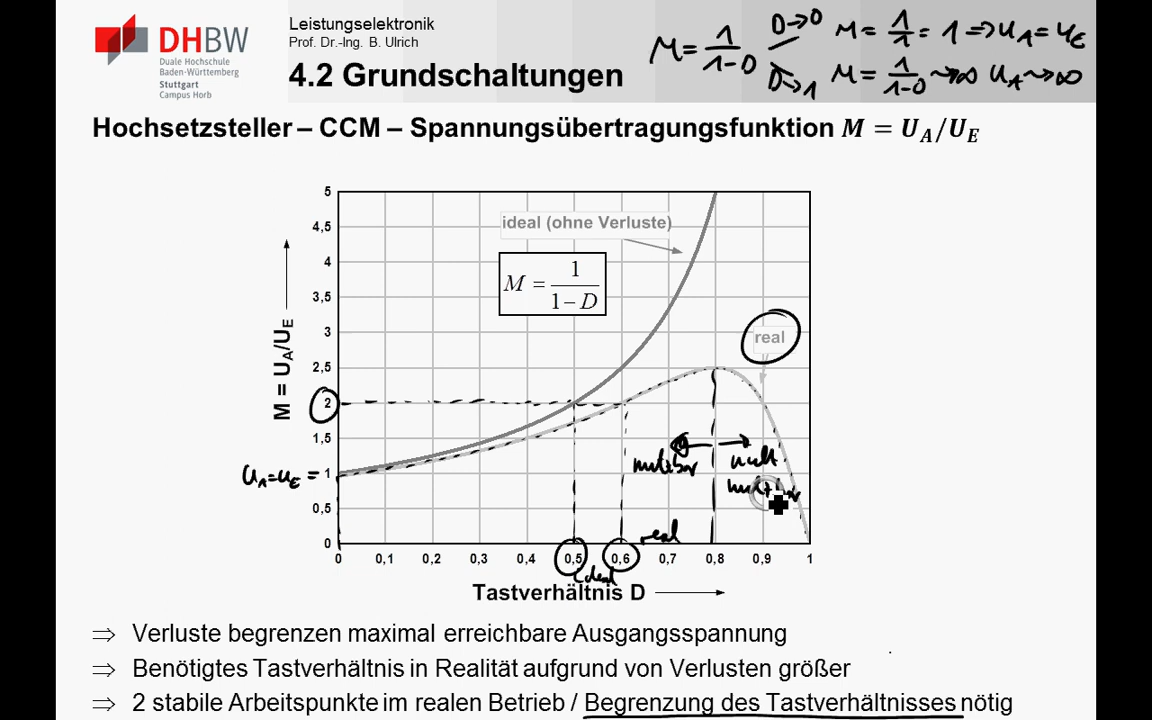 DHBW
Duale Hochschule
Baden-Württemberg
Stuttgart
Campus Horb
Leistungselektronik
Prof. Dr.-Ing. B. Ulrich
4.2 Grundschaltungen
M = 1/(1-D)
D→0 M = 1/1 = 1 ⇒ U_A = U_E
D→1 M = 1/(1-D) → ∞ U_A → ∞
Hochsetzsteller – CCM – Spannungsübertragungsfunktion M = U_A/U_E
5
4,5
4
3,5
3
2,5
2
1,5
1
0,5
0
M = U_A/U_E
ideal (ohne Verluste)
M = 1/(1 – D)
real
U_A=U_E =
nutzbar
nicht
nutzbar
real
0 0,1 0,2 0,3 0,4 0,5 0,6 0,7 0,8 0,9 1
ideal
Tastverhältnis D
⇒ Verluste begrenzen maximal erreichbare Ausgangsspannung
⇒ Benötigtes Tastverhältnis in Realität aufgrund von Verlusten größer
⇒ 2 stabile Arbeitspunkte im realen Betrieb / Begrenzung des Tastverhältnisses nötig